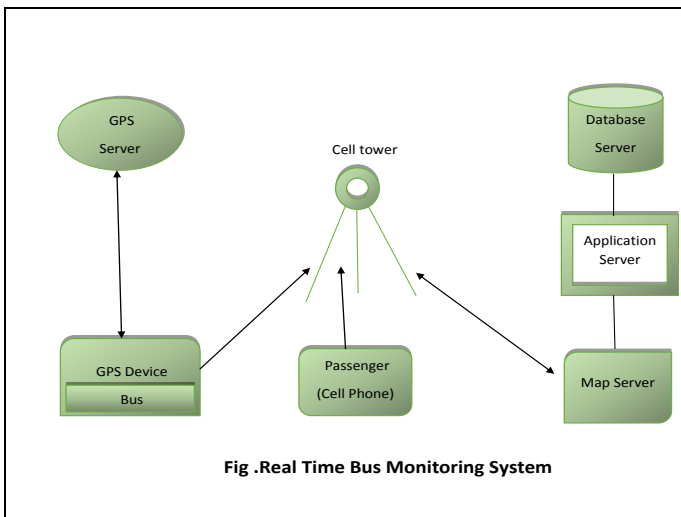 GPS
Server
Cell tower
Database
Server
Application
Server
GPS Device
Bus
Passenger
(Cell Phone)
Map Server
Fig .Real Time Bus Monitoring System